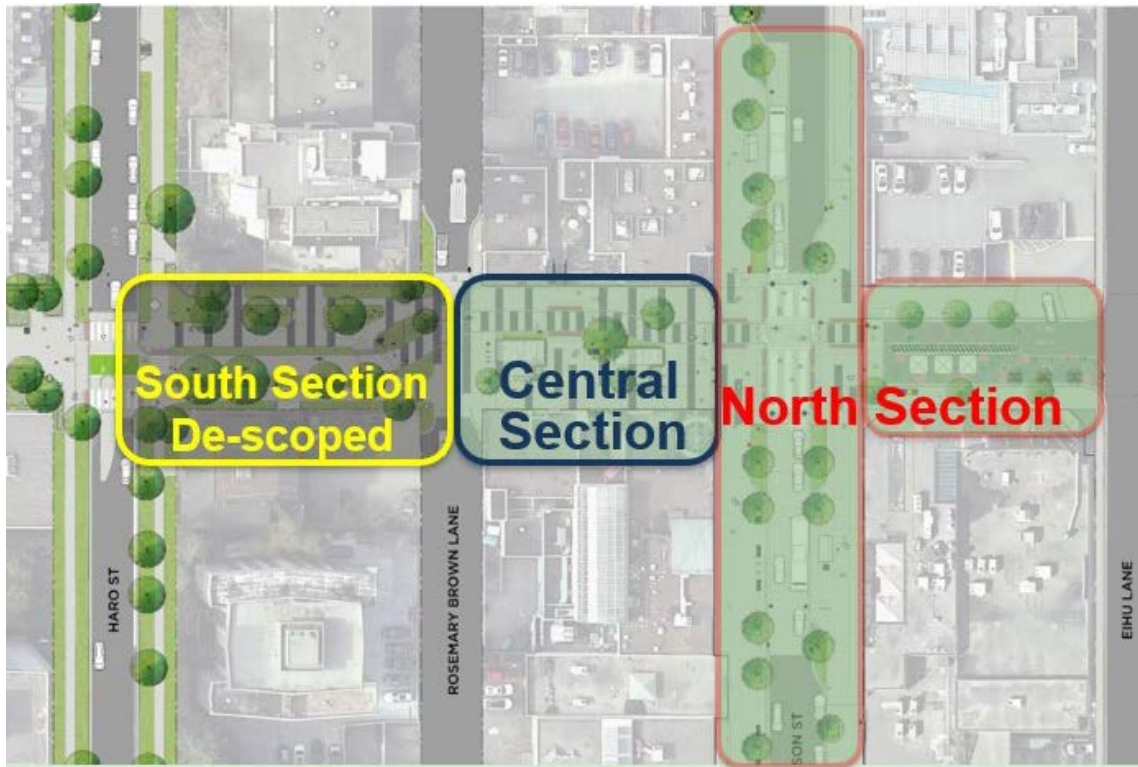 South Section
De-scoped
Central
Section
North Section
HARO ST
ROSEMARY BROWN LANE
SON ST
EIHU LANE